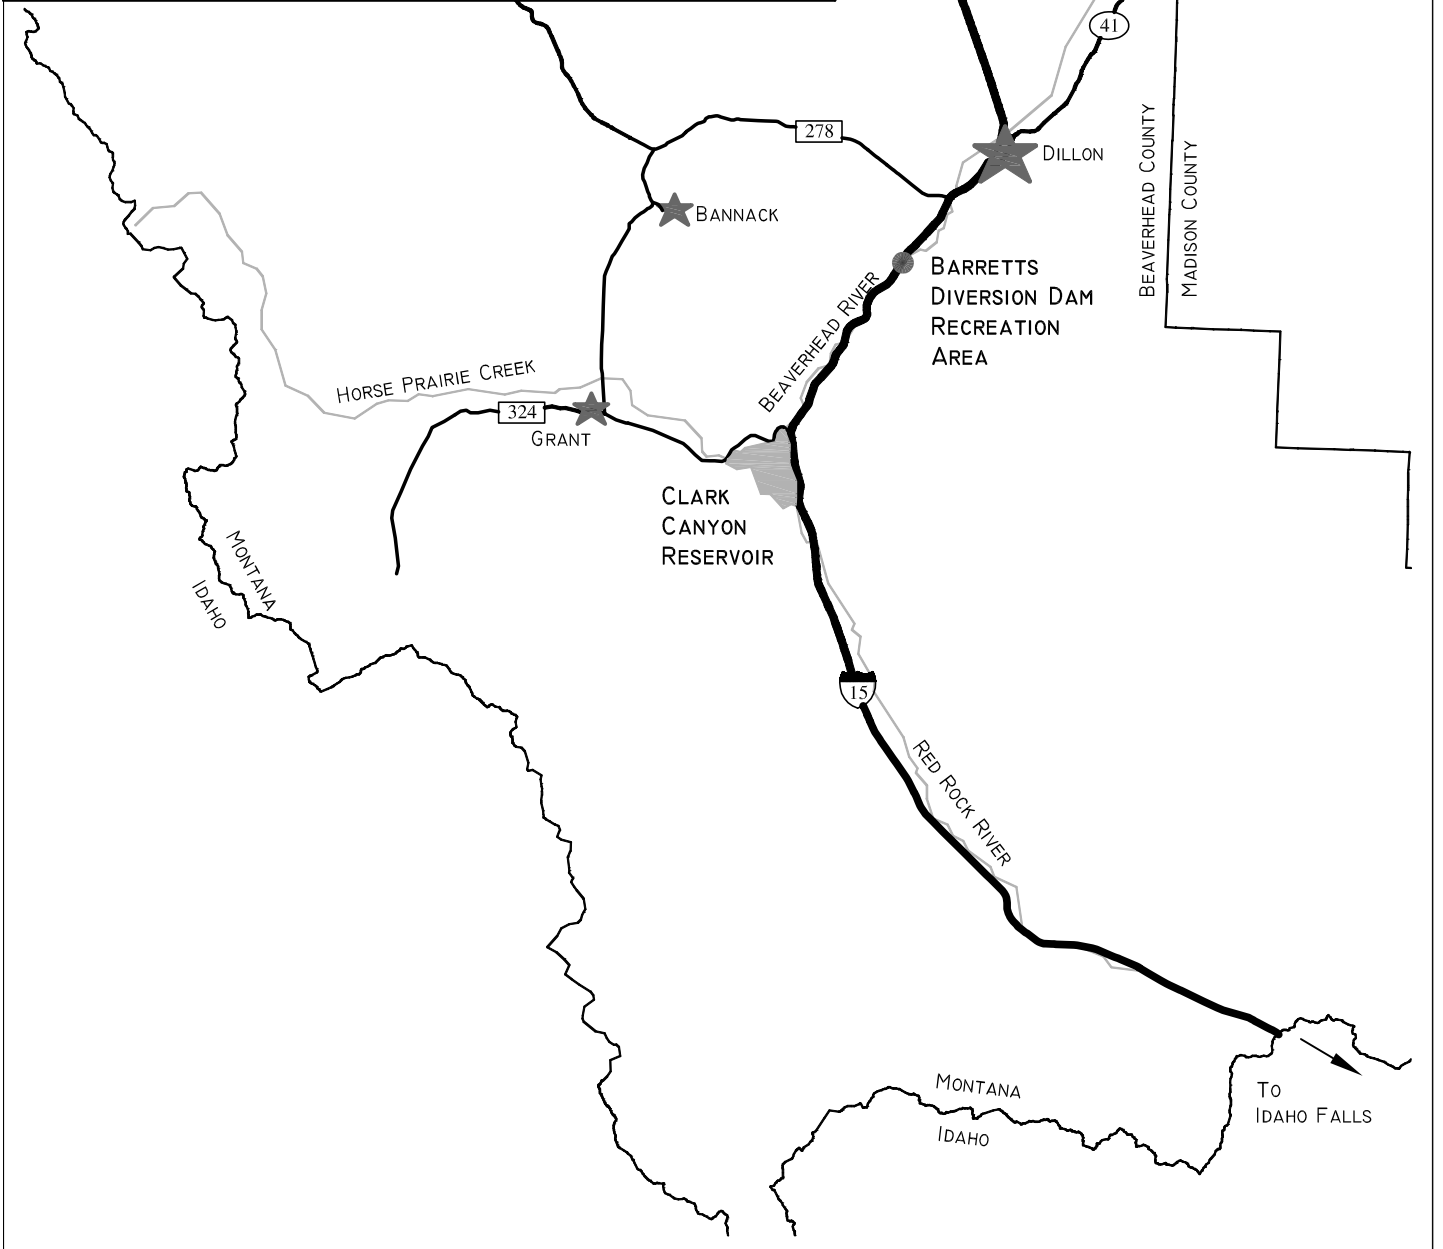 41
278
DILLON
BANNACK
BEAVERHEAD COUNTY
MADISON COUNTY
BARRETTS
DIVERSION DAM
RECREATION
AREA
BEAVERHEAD RIVER
HORSE PRAIRIE CREEK
324
GRANT
CLARK
CANYON
RESERVOIR
MONTANA
IDAHO
15
RED ROCK RIVER
MONTANA
IDAHO
TO
IDAHO FALLS